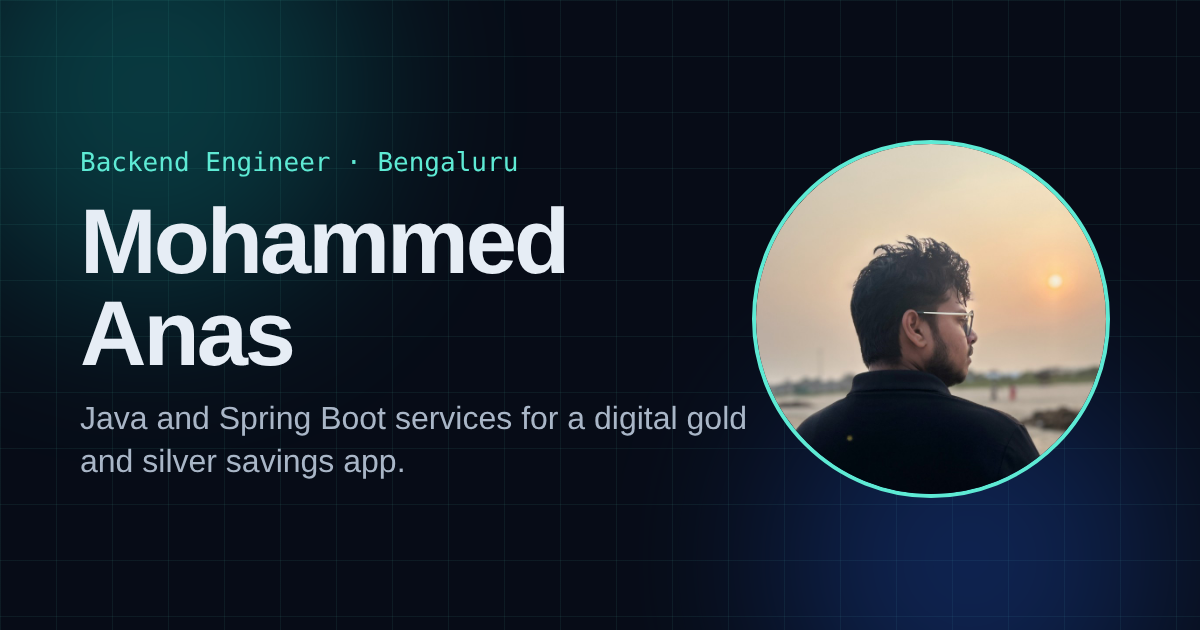 Backend Engineer · Bengaluru
Mohammed
Anas
Java and Spring Boot services for a digital gold
and silver savings app.